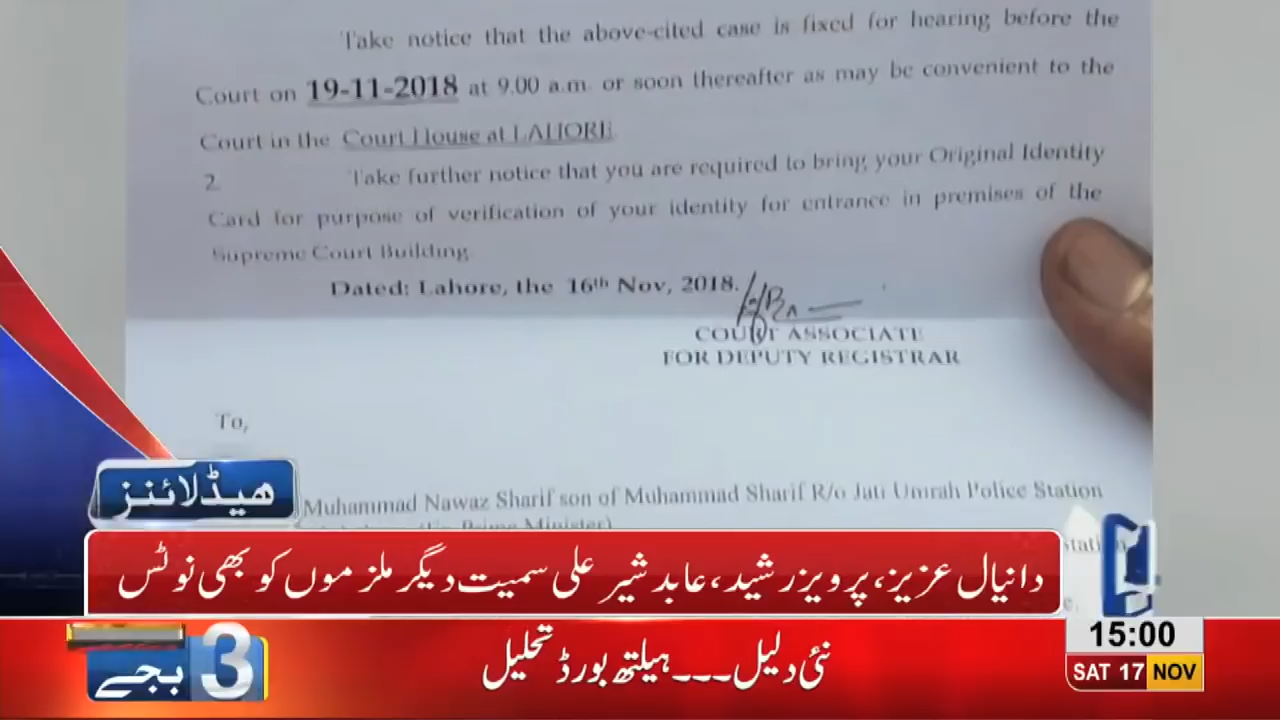 Take notice that the above-cited case is fixed for hearing before the
Court on 19-11-2018 at 9.00 a.m. or soon thereafter as may be convenient to the
Court in the Court House at LAHORE
2. Take further notice that you are required to bring your Original Identity
Card for purpose of verification of your identity for entrance in premises of the
Supreme Court Building.
Dated: Lahore, the 16th Nov, 2018.
COURT ASSOCIATE
FOR DEPUTY REGISTRAR
To,
Muhammad Nawaz Sharif son of Muhammad Sharif R/o Jati Umrah Police Station
Prime Minister)
ھیڈلائنز
دانیال عزیز، پرویز رشید، عابد شیر علی سمیت دیگر ملزموں کو بھی نوٹس
3 بجے
نئی دلیل۔۔۔ ہیلتھ بورڈ تحلیل
15:00
SAT 17 NOV